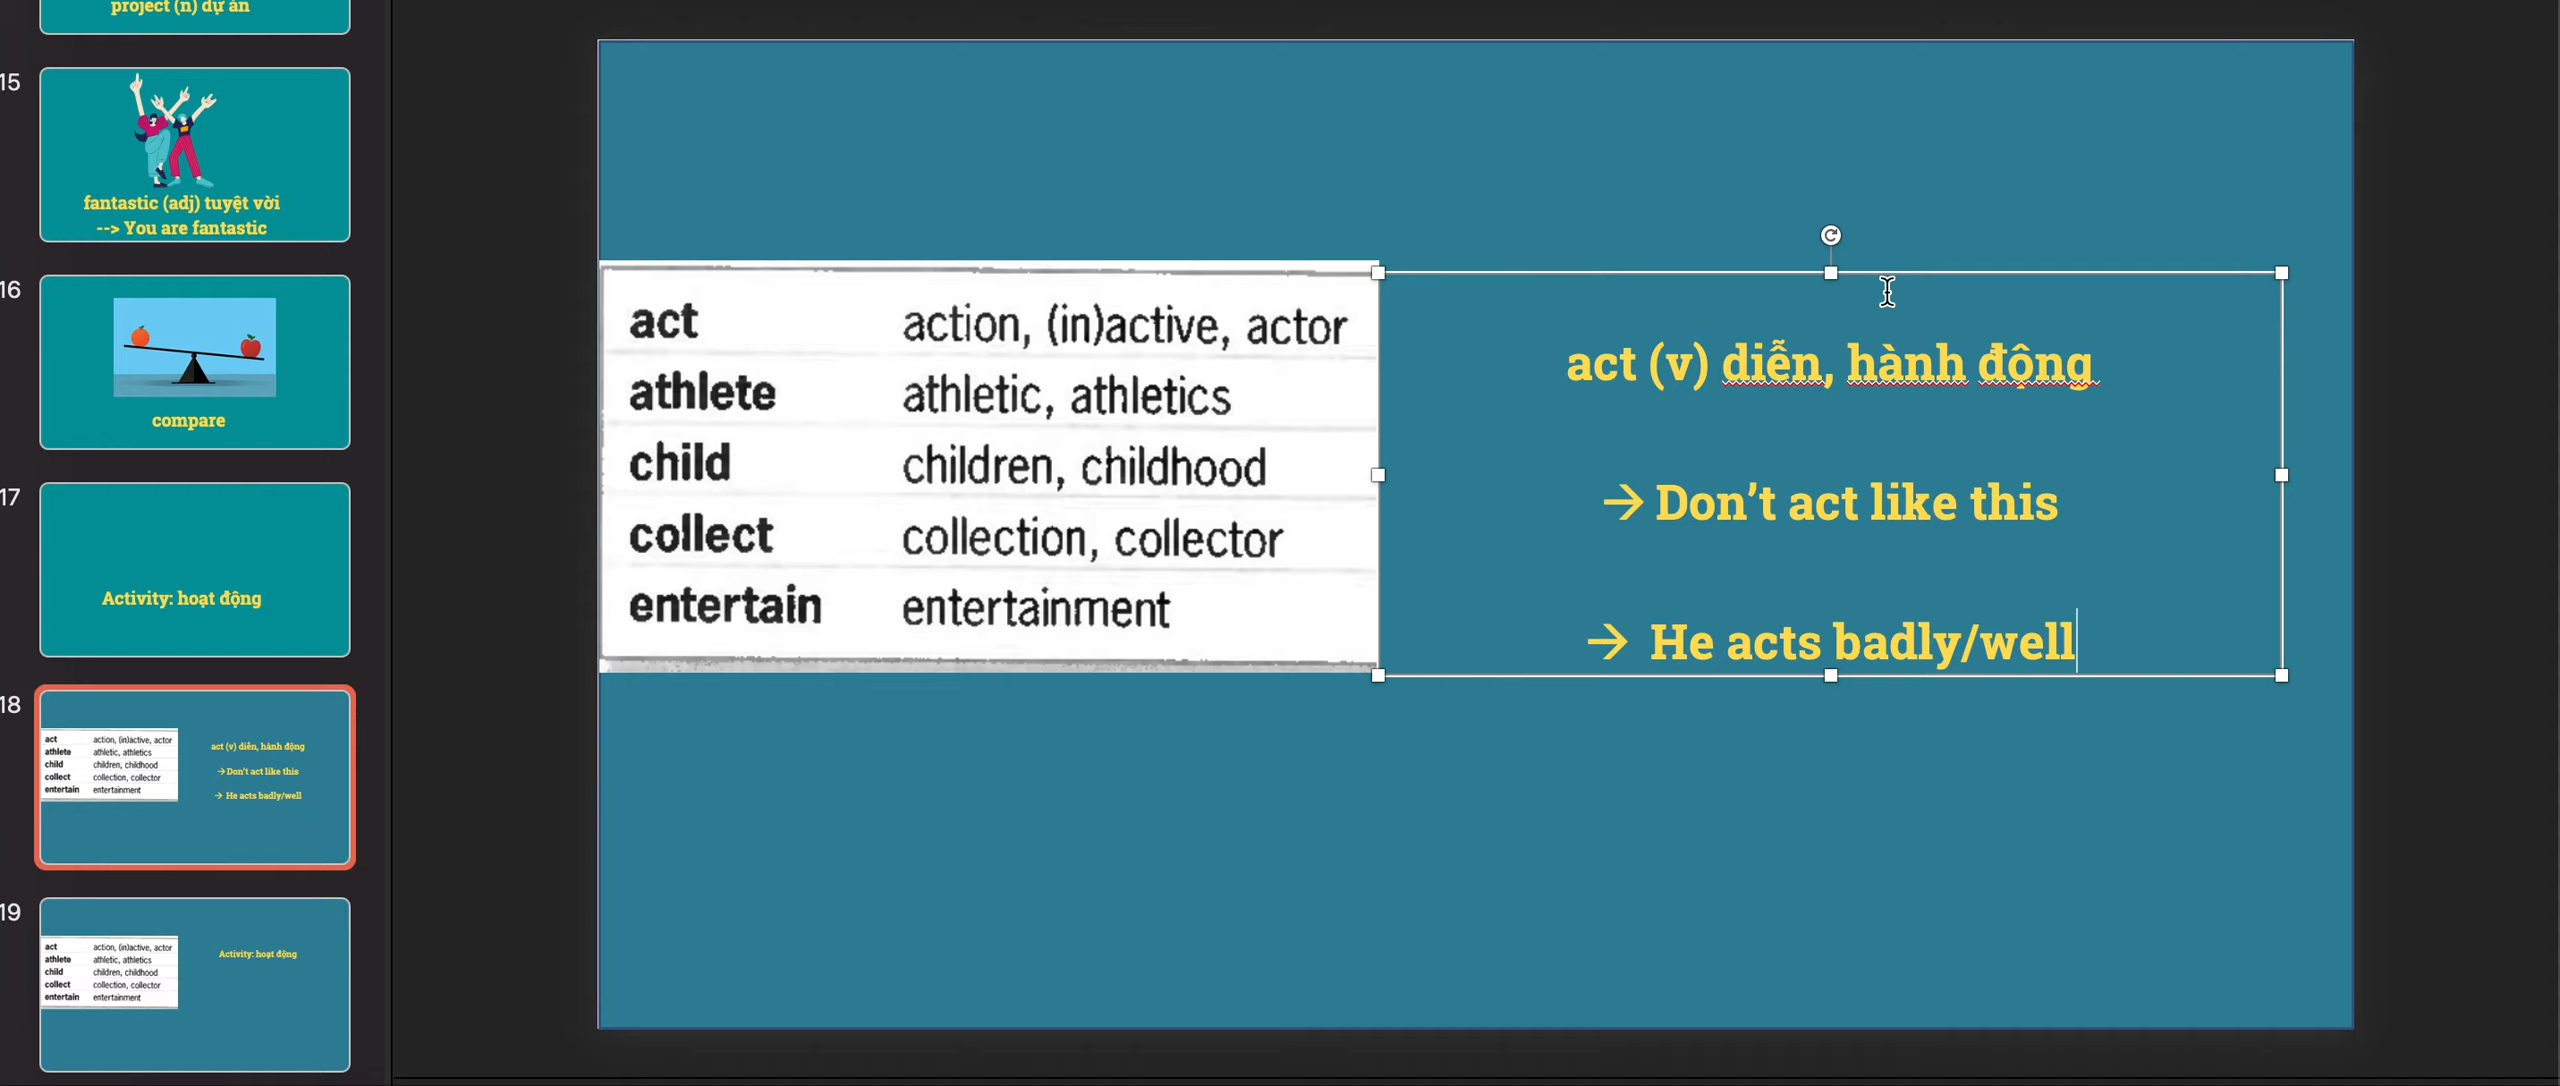 project (n) dự án
15
fantastic (adj) tuyệt vời
--> You are fantastic
16
compare
17
Activity: hoạt động
18
act action, (in)active, actor
athlete athletic, athletics
child children, childhood
collect collection, collector
entertain entertainment
act (v) diễn, hành động
→ Don't act like this
→ He acts badly/well
19
act action, (in)active, actor
athlete athletic, athletics
child children, childhood
collect collection, collector
entertain entertainment
Activity: hoạt động
act action, (in)active, actor
athlete athletic, athletics
child children, childhood
collect collection, collector
entertain entertainment
act (v) diễn, hành động
→ Don’t act like this
→ He acts badly/well